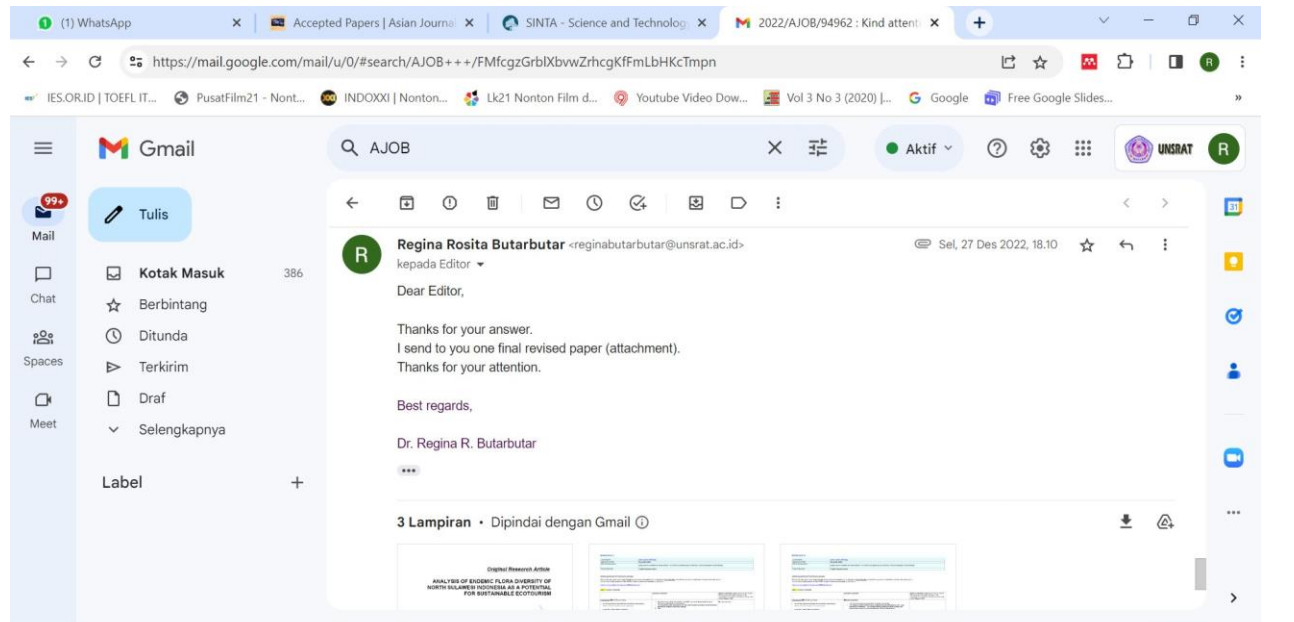 (1) WhatsApp
Accepted Papers | Asian Journal
SINTA - Science and Technology
2022/AJOB/94962 : Kind attenti
https://mail.google.com/mail/u/0/#search/AJOB+++/FMfcgzGrblXbvwZrhcgKfFmLbHKcTmpn
IES.OR.ID | TOEFL IT...
PusatFilm21 - Nont...
INDOXXI | Nonton...
Lk21 Nonton Film d...
Youtube Video Dow...
Vol 3 No 3 (2020) |...
Google
Free Google Slides...
»
Gmail
AJOB
Aktif
UNSRAT
R
99+
Mail
Chat
Spaces
Meet
Tulis
Kotak Masuk 386
Berbintang
Ditunda
Terkirim
Draf
Selengkapnya
Label
R
Regina Rosita Butarbutar <reginabutarbutar@unsrat.ac.id>
Sel, 27 Des 2022, 18.10
kepada Editor
Dear Editor,
Thanks for your answer.
I send to you one final revised paper (attachment).
Thanks for your attention.
Best regards,
Dr. Regina R. Butarbutar
3 Lampiran • Dipindai dengan Gmail
Original Research Article
ANALYSIS OF ENDEMIC FLORA DIVERSITY OF
NORTH SULAWESI INDONESIA AS A POTENTIAL
FOR SUSTAINABLE ECOTOURISM
31